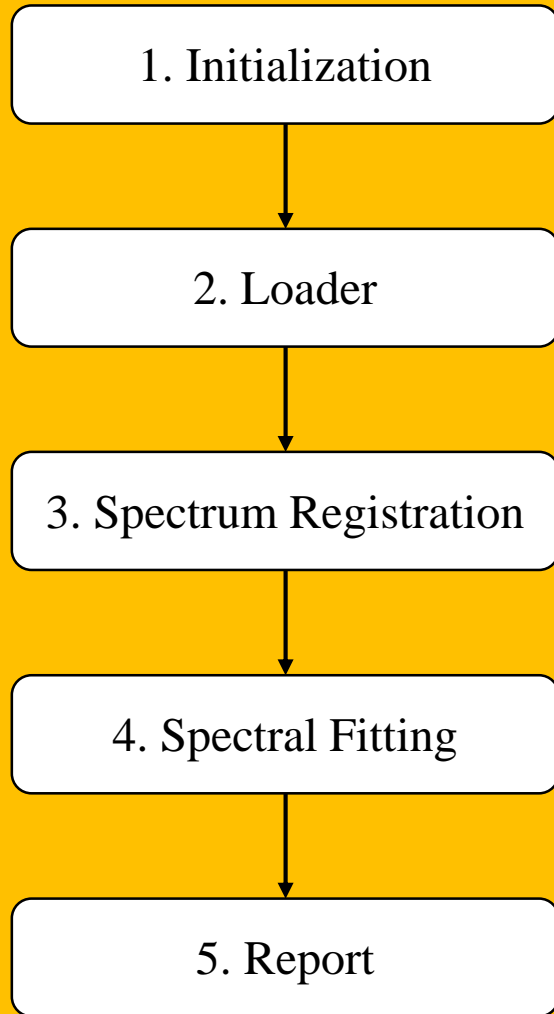 1. Initialization
2. Loader
3. Spectrum Registration
4. Spectral Fitting
5. Report